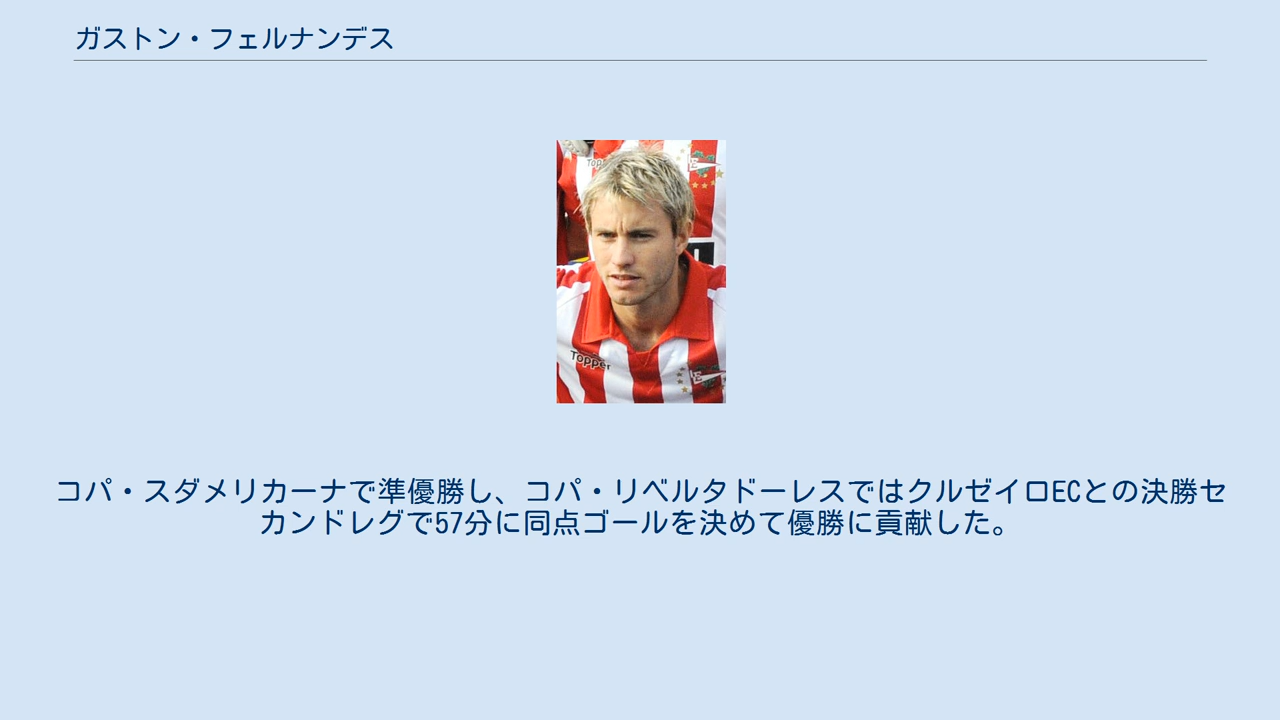 ガストン・フェルナンデス
Topper
コパ・スダメリカーナで準優勝し、コパ・リベルタドーレスではクルゼイロECとの決勝セ
カンドレグで57分に同点ゴールを決めて優勝に貢献した。